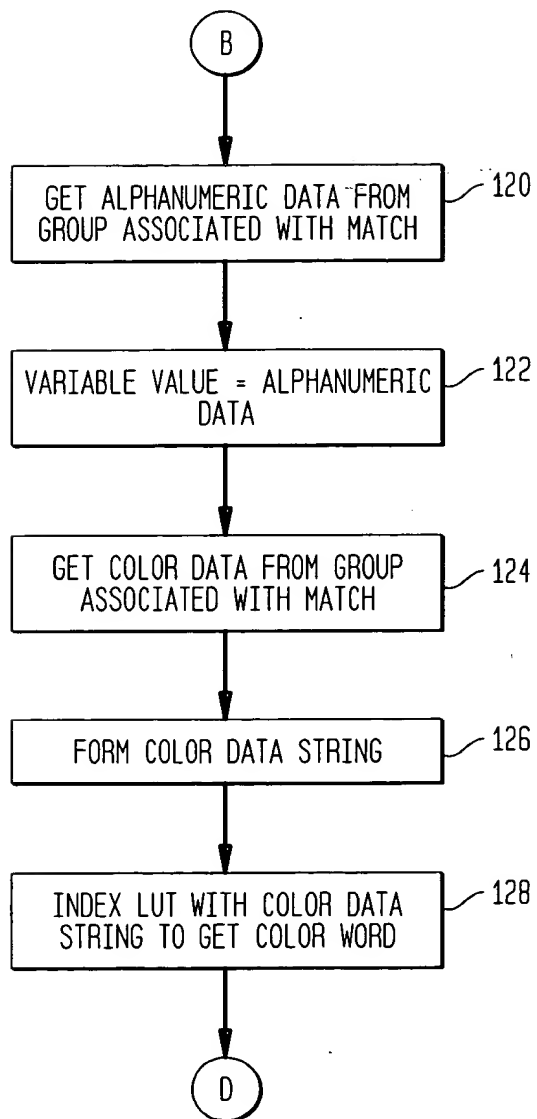 B
GET ALPHANUMERIC DATA FROM
GROUP ASSOCIATED WITH MATCH
120
VARIABLE VALUE = ALPHANUMERIC
DATA
122
GET COLOR DATA FROM GROUP
ASSOCIATED WITH MATCH
124
FORM COLOR DATA STRING
126
INDEX LUT WITH COLOR DATA
STRING TO GET COLOR WORD
128
D